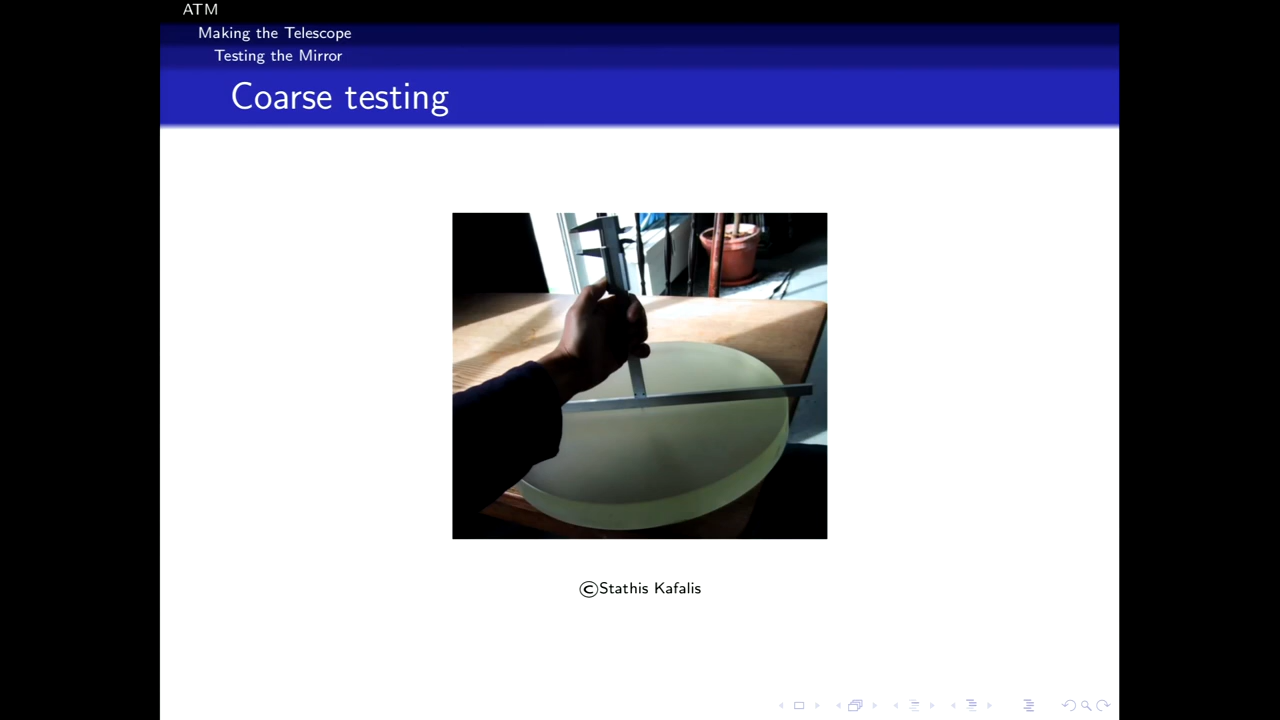 ATM
Making the Telescope
Testing the Mirror
Coarse testing
©Stathis Kafalis